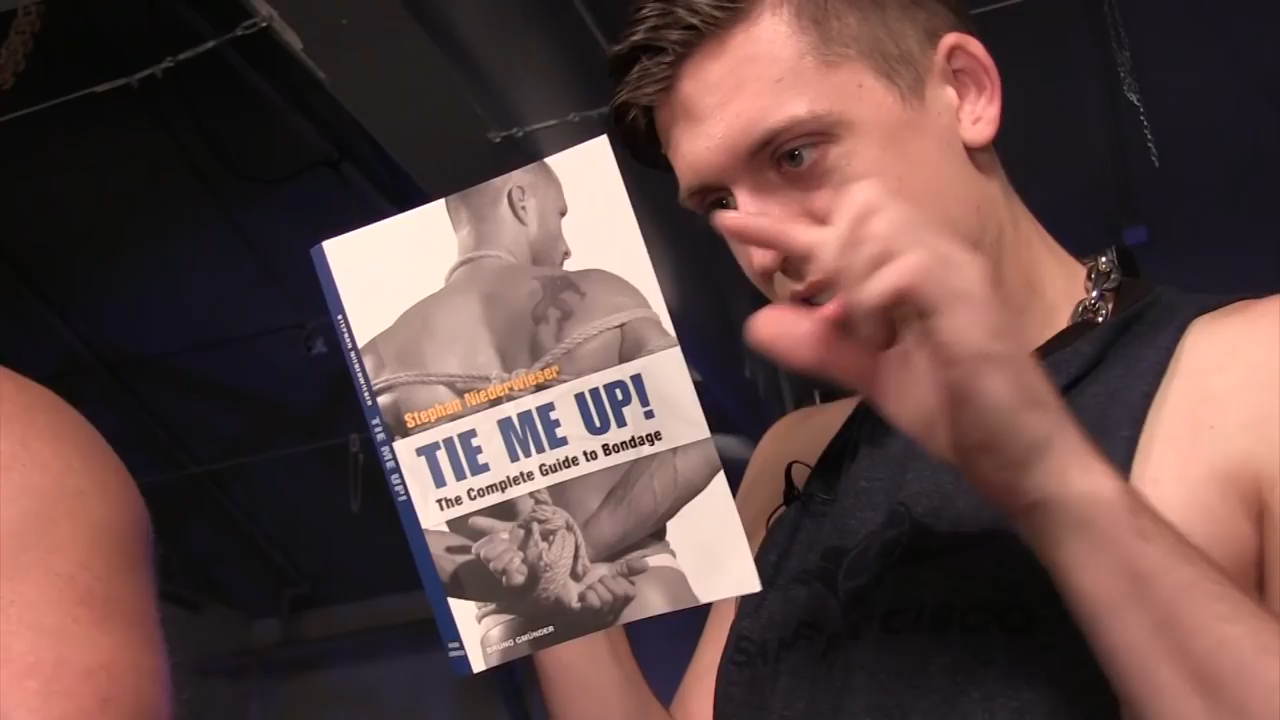 Stephan Niederwieser
TIE ME UP!
The Complete Guide to Bondage
BRUNO GMÜNDER
STEPHAN NIEDERWIESER
TIE ME UP!